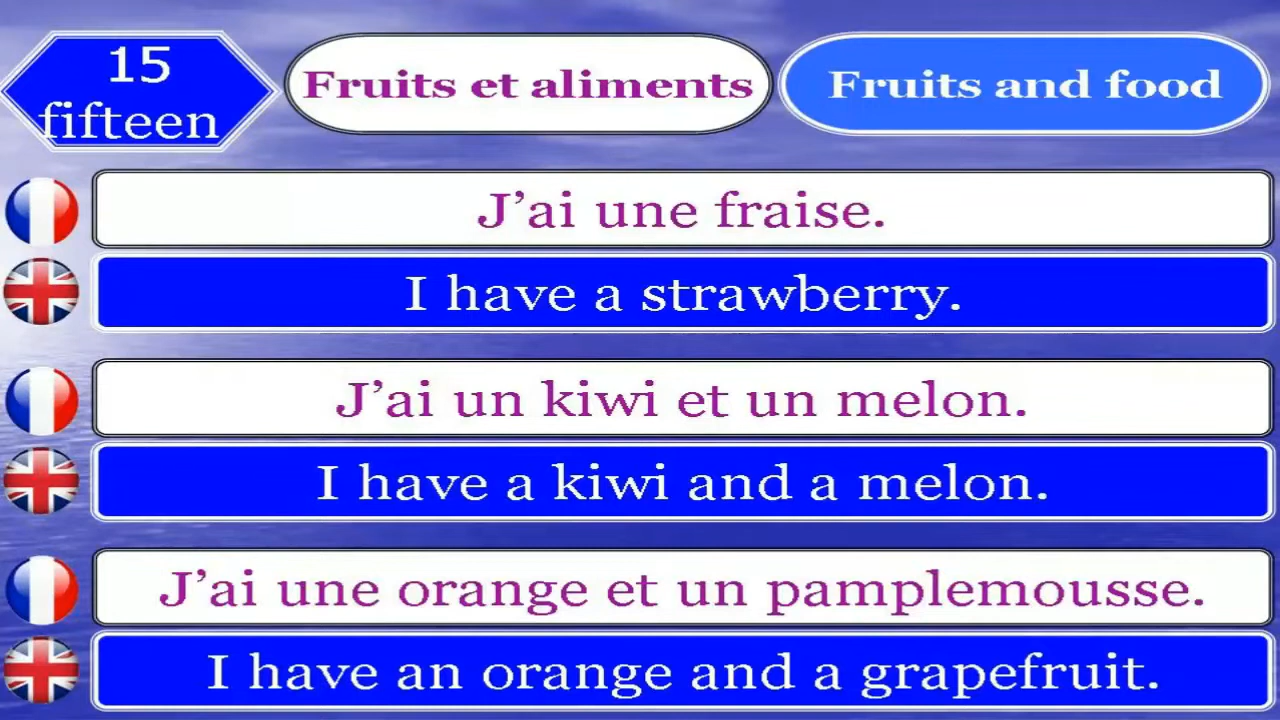 15
fifteen
Fruits et aliments
Fruits and food
J’ai une fraise.
I have a strawberry.
J’ai un kiwi et un melon.
I have a kiwi and a melon.
J’ai une orange et un pamplemousse.
I have an orange and a grapefruit.